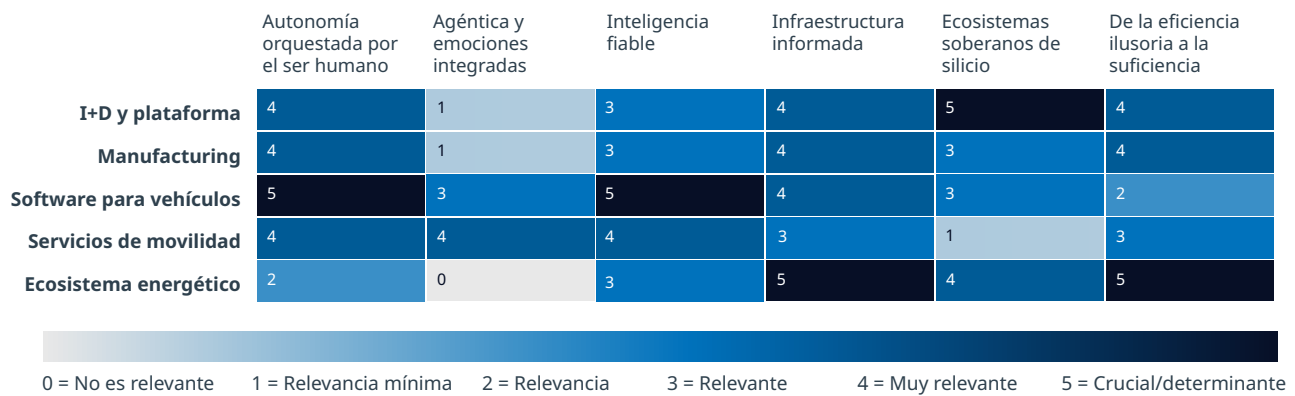 Autonomía
orquestada por
el ser humano
Agéntica y
emociones
integradas
Inteligencia
fiable
Infraestructura
informada
Ecosistemas
soberanos de
silicio
De la eficiencia
ilusoria a la
suficiencia
I+D y plataforma 4 1 3 4 5 4
Manufacturing 4 1 3 4 3 4
Software para vehículos 5 3 5 4 3 2
Servicios de movilidad 4 4 4 3 1 3
Ecosistema energético 2 0 3 5 4 5
0 = No es relevante 1 = Relevancia mínima 2 = Relevancia 3 = Relevante 4 = Muy relevante 5 = Crucial/determinante